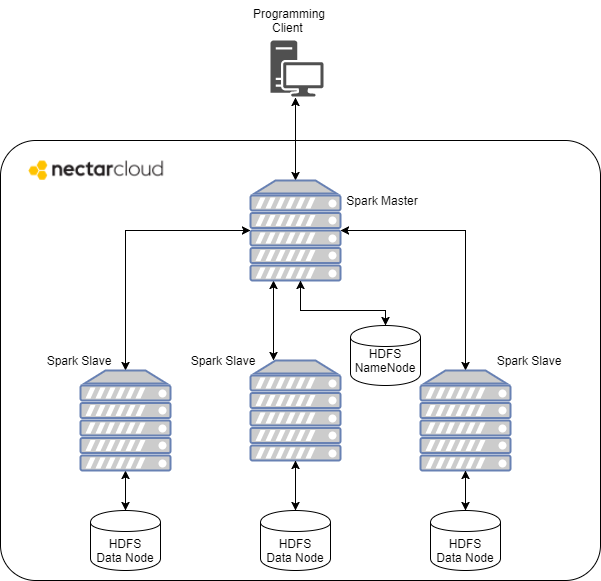 Programming
Client
nectarcloud
Spark Master
HDFS
NameNode
Spark Slave
Spark Slave
Spark Slave
HDFS
Data Node
HDFS
Data Node
HDFS
Data Node